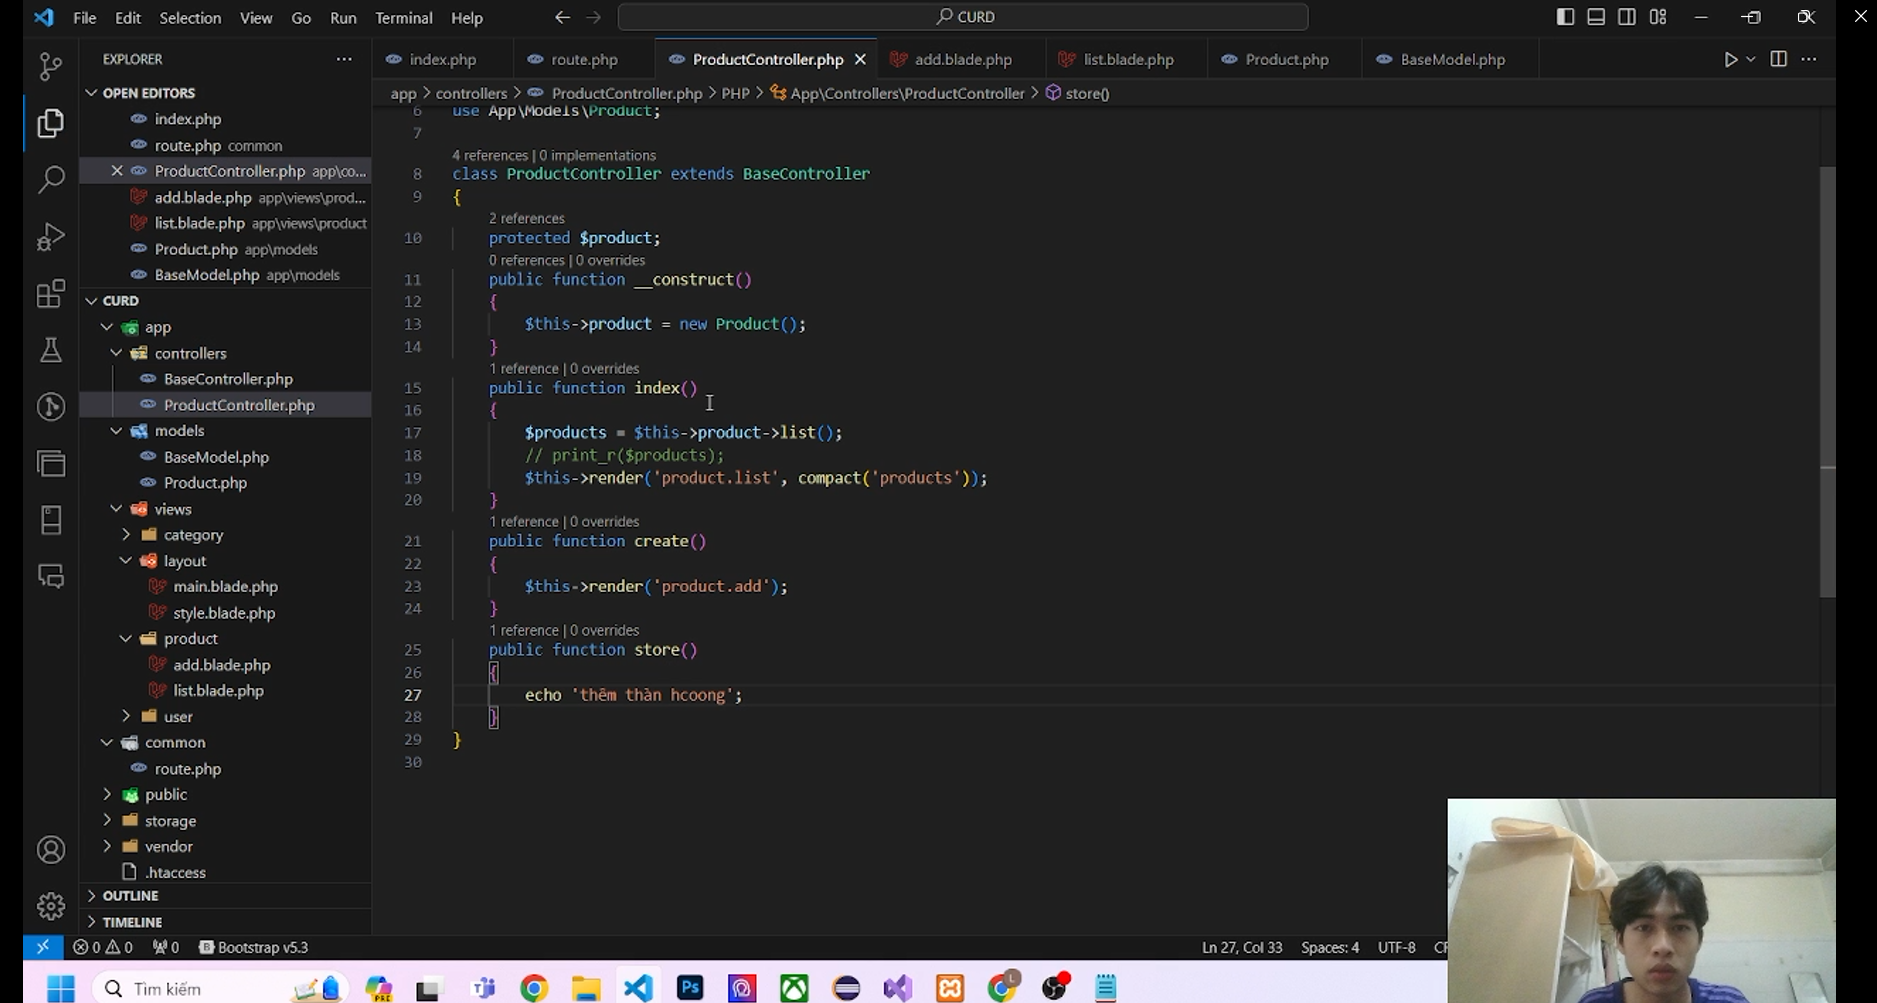 File Edit Selection View Go Run Terminal Help
CURD
EXPLORER
index.php
route.php
ProductController.php
add.blade.php
list.blade.php
Product.php
BaseModel.php
OPEN EDITORS
index.php
route.php common
ProductController.php app\co...
add.blade.php app\views\prod...
list.blade.php app\views\product
Product.php app\models
BaseModel.php app\models
CURD
app
controllers
BaseController.php
ProductController.php
models
BaseModel.php
Product.php
views
category
layout
main.blade.php
style.blade.php
product
add.blade.php
list.blade.php
user
common
route.php
public
storage
vendor
.htaccess
OUTLINE
TIMELINE
app > controllers > ProductController.php > PHP > App\Controllers\ProductController > store()
6 use App\Models\Product;
7
4 references | 0 implementations
8 class ProductController extends BaseController
9 {
2 references
10 protected $product;
0 references | 0 overrides
11 public function __construct()
12 {
13 $this->product = new Product();
14 }
1 reference | 0 overrides
15 public function index()
16 {
17 $products = $this->product->list();
18 // print_r($products);
19 $this->render('product.list', compact('products'));
20 }
1 reference | 0 overrides
21 public function create()
22 {
23 $this->render('product.add');
24 }
1 reference | 0 overrides
25 public function store()
26 {
27 echo 'thêm thàn hcoong';
28 }
29 }
30
0 0 0 Bootstrap v5.3
Ln 27, Col 33 Spaces: 4 UTF-8
Tìm kiếm
PRE
Ps
L